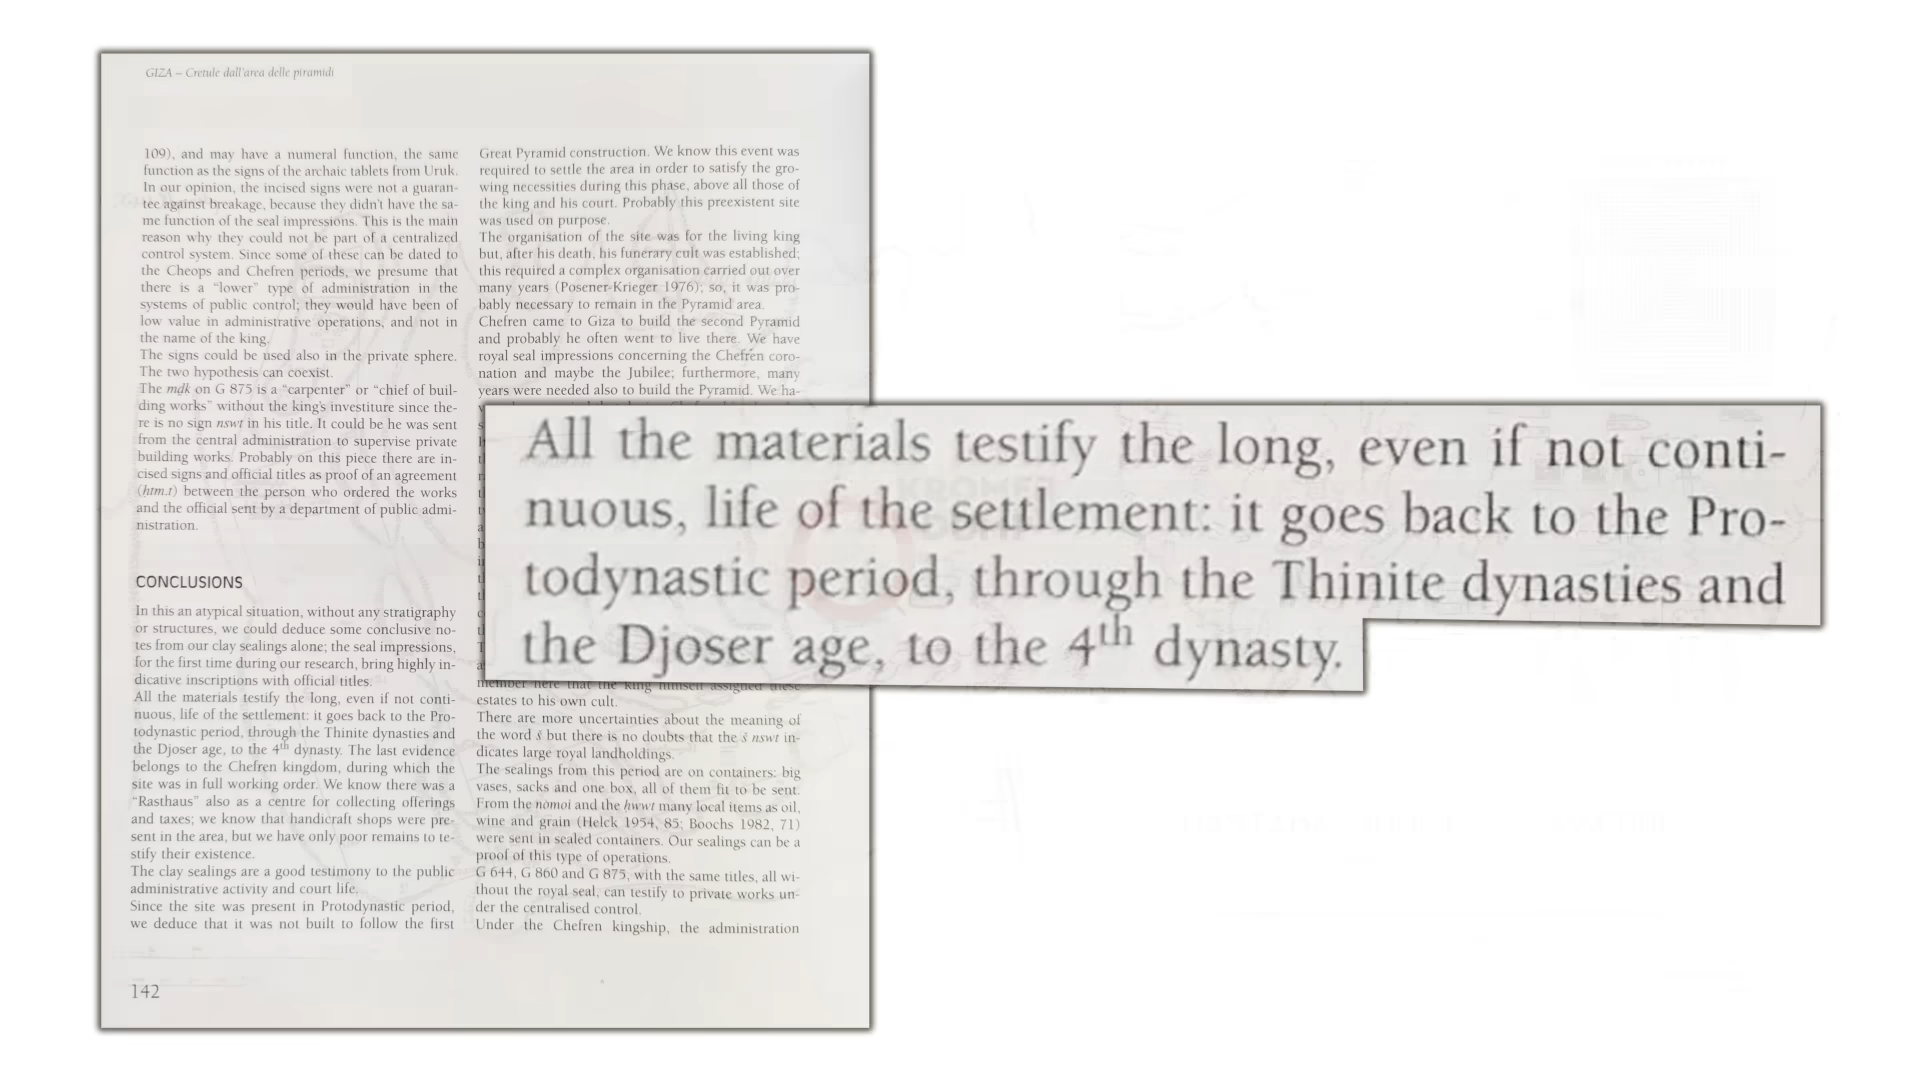 GIZA – Cretule dall'area delle piramidi
109), and may have a numeral function, the same
function as the signs of the archaic tablets from Uruk.
In our opinion, the incised signs were not a guaran-
tee against breakage, because they didn't have the sa-
me function of the seal impressions. This is the main
reason why they could not be part of a centralized
control system. Since some of these can be dated to
the Cheops and Chefren periods, we presume that
there is a "lower" type of administration in the
systems of public control; they would have been of
low value in administrative operations, and not in
the name of the king.
The signs could be used also in the private sphere.
The two hypothesis can coexist.
The mdk on G 875 is a "carpenter" or "chief of buil-
ding works" without the king's investiture since the-
re is no sign nswt in his title. It could be he was sent
from the central administration to supervise private
building works. Probably on this piece there are in-
cised signs and official titles as proof of an agreement
(htm.t) between the person who ordered the works
and the official sent by a department of public admi-
nistration.
CONCLUSIONS
In this an atypical situation, without any stratigraphy
or structures, we could deduce some conclusive no-
tes from our clay sealings alone; the seal impressions,
for the first time during our research, bring highly in-
dicative inscriptions with official titles.
All the materials testify the long, even if not conti-
nuous, life of the settlement: it goes back to the Pro-
todynastic period, through the Thinite dynasties and
the Djoser age, to the 4th dynasty. The last evidence
belongs to the Chefren kingdom, during which the
site was in full working order. We know there was a
"Rasthaus" also as a centre for collecting offerings
and taxes; we know that handicraft shops were pre-
sent in the area, but we have only poor remains to te-
stify their existence.
The clay sealings are a good testimony to the public
administrative activity and court life.
Since the site was present in Protodynastic period,
we deduce that it was not built to follow the first
142
Great Pyramid construction. We know this event was
required to settle the area in order to satisfy the gro-
wing necessities during this phase, above all those of
the king and his court. Probably this preexistent site
was used on purpose.
The organisation of the site was for the living king
but, after his death, his funerary cult was established;
this required a complex organisation carried out over
many years (Posener-Krieger 1976); so, it was pro-
bably necessary to remain in the Pyramid area.
Chefren came to Giza to build the second Pyramid
and probably he often went to live there. We have
royal seal impressions concerning the Chefren coro-
nation and maybe the Jubilee; furthermore, many
years were needed also to build the Pyramid. We ha-
All the materials testify the long, even if not conti-
nuous, life of the settlement: it goes back to the Pro-
todynastic period, through the Thinite dynasties and
the Djoser age, to the 4th dynasty.
member here that the king himself assigned these
estates to his own cult.
There are more uncertainties about the meaning of
the word š but there is no doubts that the š nswt in-
dicates large royal landholdings.
The sealings from this period are on containers: big
vases, sacks and one box, all of them fit to be sent.
From the nomoi and the hwwt many local items as oil,
wine and grain (Helck 1954, 85; Boochs 1982, 71)
were sent in sealed containers. Our sealings can be a
proof of this type of operations.
G 644, G 860 and G 875, with the same titles, all wi-
thout the royal seal, can testify to private works un-
der the centralised control.
Under the Chefren kingship, the administration